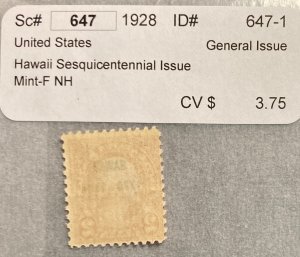 Sc# 647 1928 ID# 647-1
United States General Issue
Hawaii Sesquicentennial Issue
Mint-F NH
CV $ 3.75